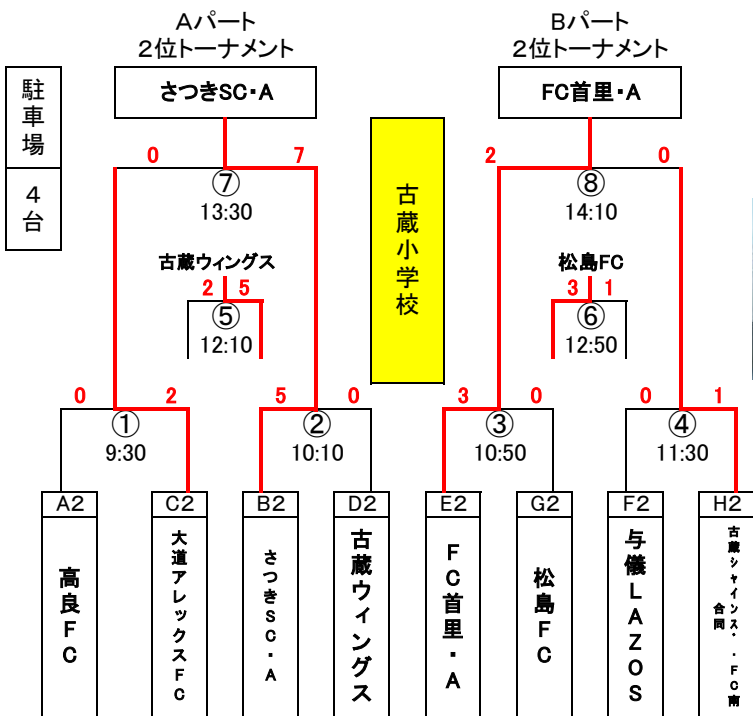 Aパート
2位トーナメント
Bパート
2位トーナメント
駐車場
4台
さつきSC・A
FC首里・A
古蔵小学校
0
7
⑦
13:30
2
0
⑧
14:10
古蔵ウィングス
2 5
⑤
12:10
松島FC
3 1
⑥
12:50
0
2
①
9:30
5
0
②
10:10
3
0
③
10:50
0
1
④
11:30
A2
C2
B2
D2
E2
G2
F2
H2
高良FC
大道アレックスFC
さつきSC・A
古蔵ウィングス
FC首里・A
松島FC
与儀LAZOS
古蔵シャインズ・・FC南
合同